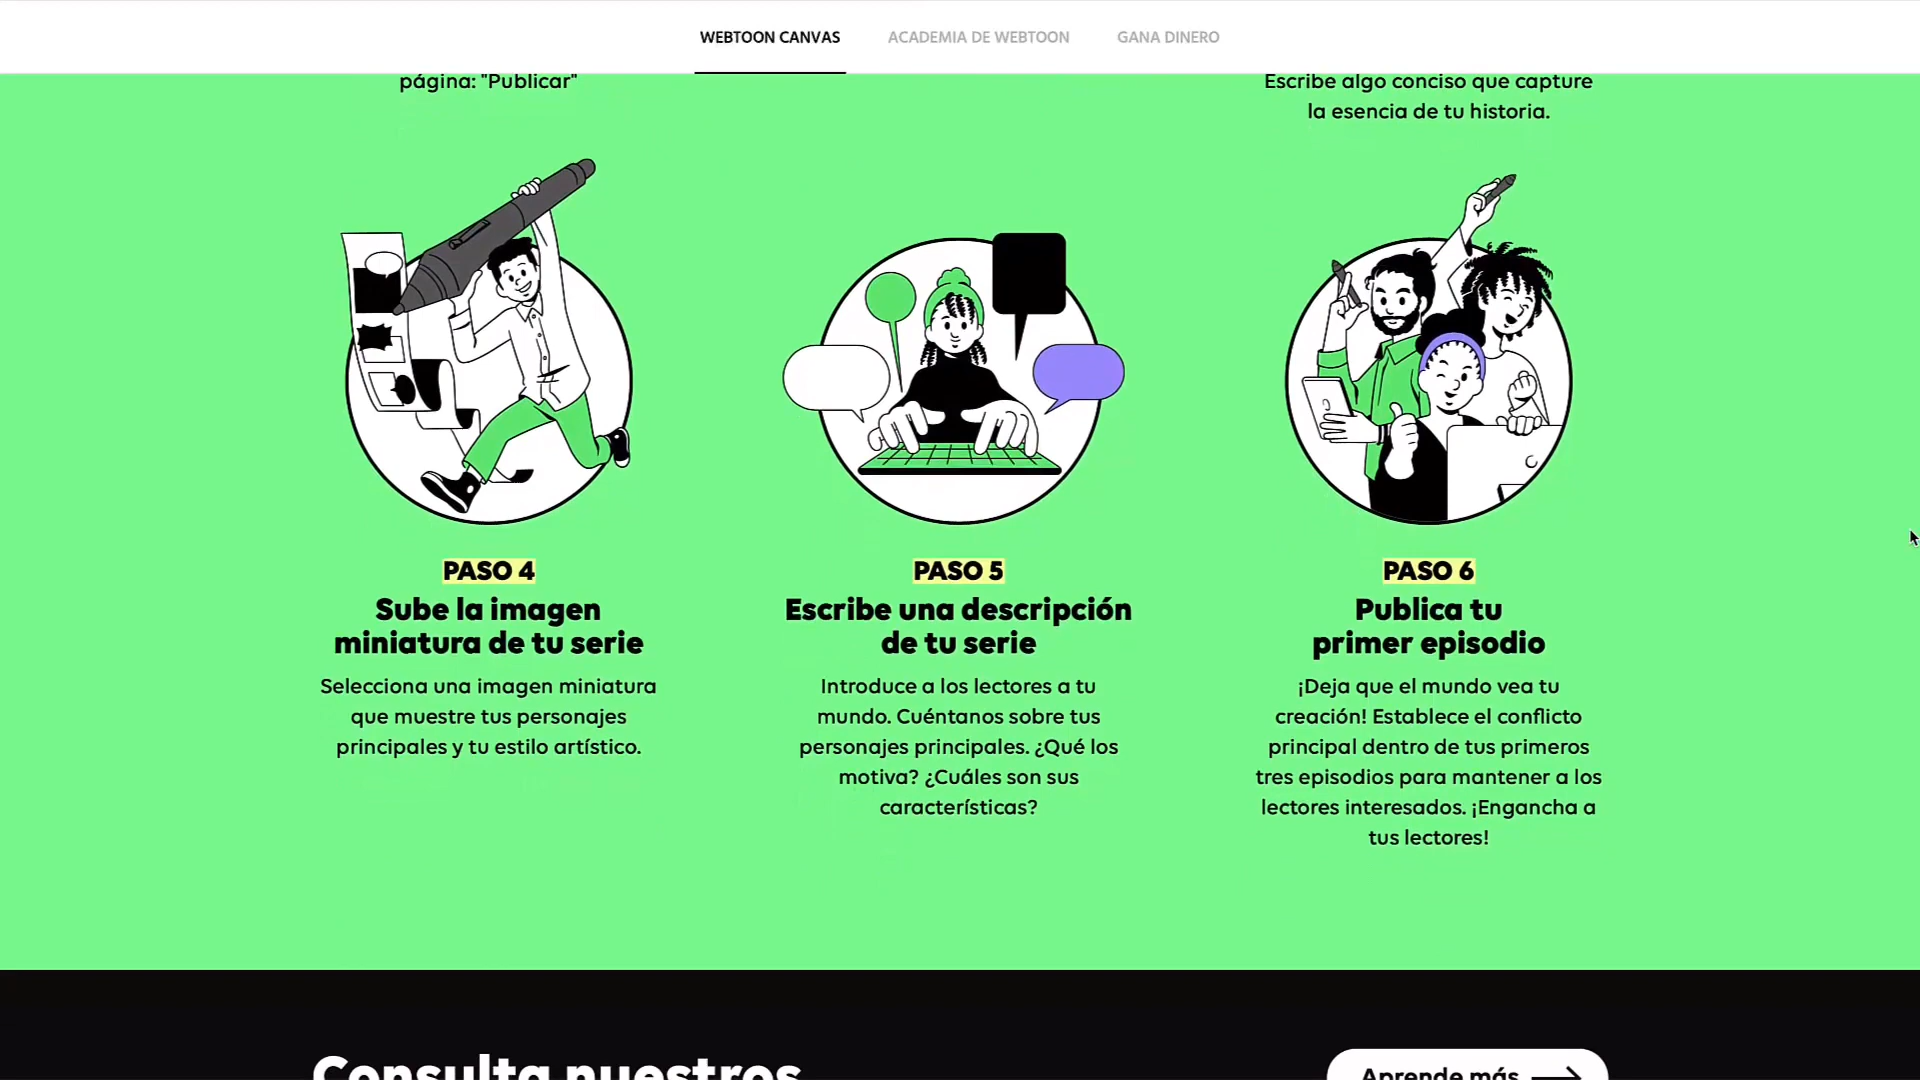 WEBTOON CANVAS
ACADEMIA DE WEBTOON
GANA DINERO
página: "Publicar"
Escribe algo conciso que capture
la esencia de tu historia.
PASO 4
Sube la imagen
miniatura de tu serie
Selecciona una imagen miniatura
que muestre tus personajes
principales y tu estilo artístico.
PASO 5
Escribe una descripción
de tu serie
Introduce a los lectores a tu
mundo. Cuéntanos sobre tus
personajes principales. ¿Qué los
motiva? ¿Cuáles son sus
características?
PASO 6
Publica tu
primer episodio
¡Deja que el mundo vea tu
creación! Establece el conflicto
principal dentro de tus primeros
tres episodios para mantener a los
lectores interesados. ¡Engancha a
tus lectores!
Consulta nuestros
Aprende más